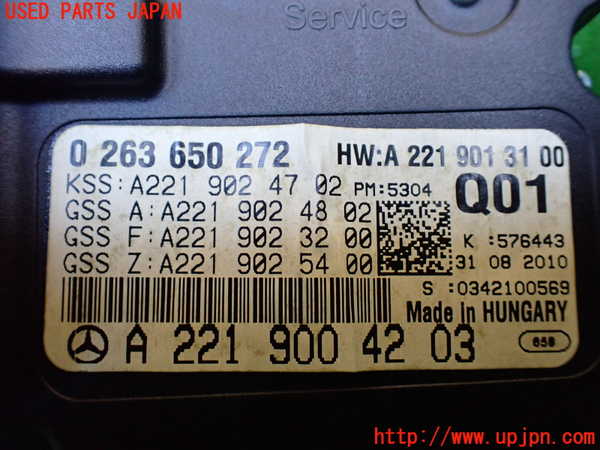 USED PARTS JAPAN
Service
0 263 650 272 HW:A 221 901 31 00
KSS:A221 902 47 02 PM:5304 Q01
GSS A:A221 902 48 02
GSS F:A221 902 32 00 K :576443
GSS Z:A221 902 54 00 31 08 2010
S :0342100569
Made in HUNGARY
A 221 900 42 03 658
www.upjpn.com